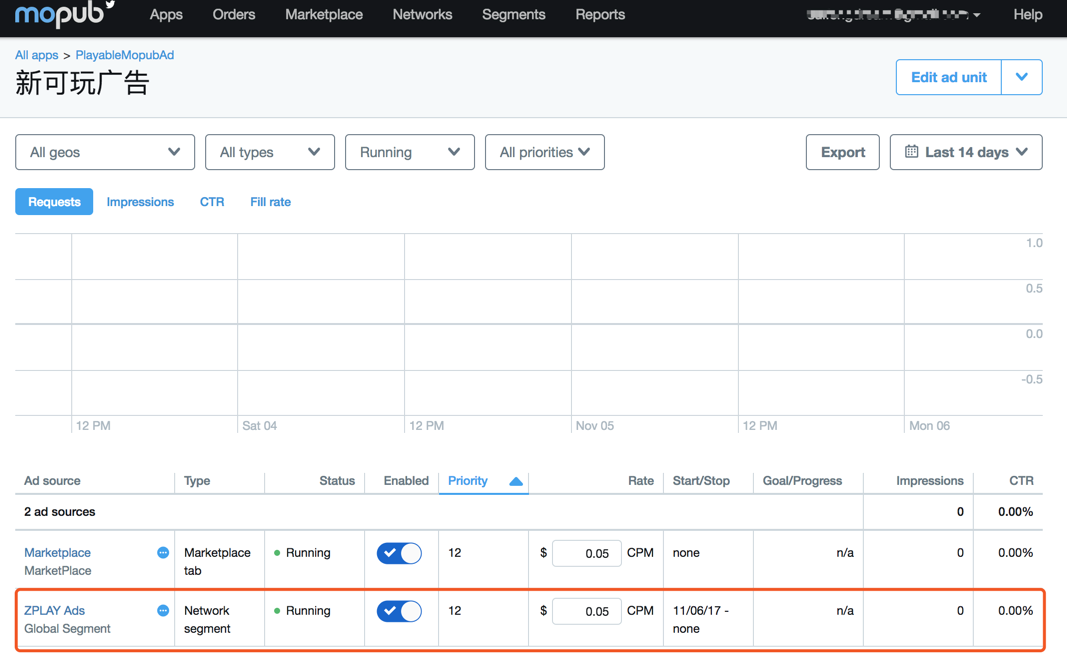 mopub Apps Orders Marketplace Networks Segments Reports Help
All apps > PlayableMopubAd
新可玩广告
Edit ad unit
All geos All types Running All priorities Export Last 14 days
Requests Impressions CTR Fill rate
1.0
0.5
0.0
-0.5
12 PM Sat 04 12 PM Nov 05 12 PM Mon 06
Ad source Type Status Enabled Priority Rate Start/Stop Goal/Progress Impressions CTR
2 ad sources 0 0.00%
Marketplace Marketplace Running 12 $ 0.05 CPM none n/a 0 0.00%
MarketPlace tab
ZPLAY Ads Network Running 12 $ 0.05 CPM 11/06/17 - n/a 0 0.00%
Global Segment segment none